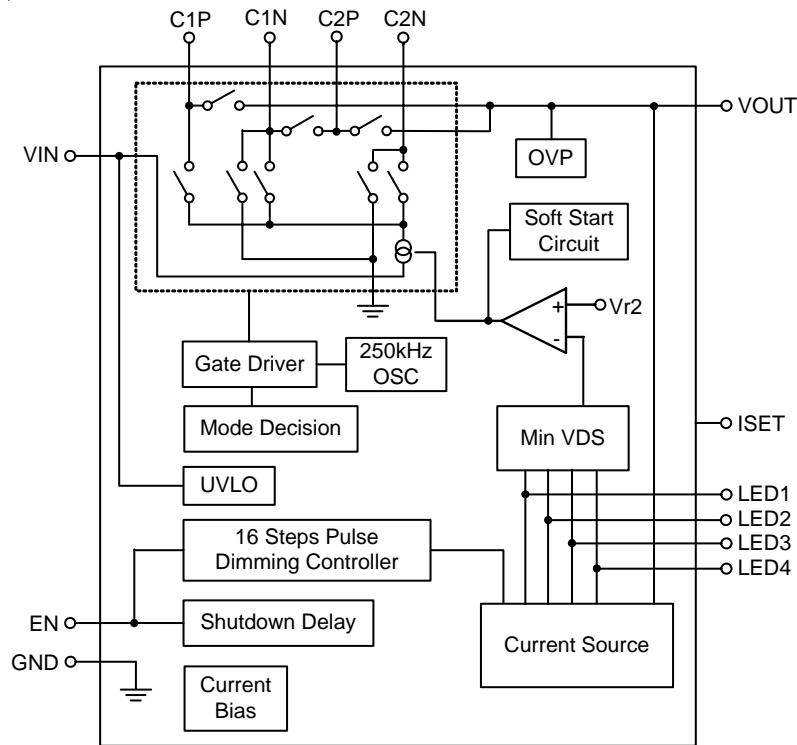 C1P C1N C2P C2N
VOUT
VIN
OVP
Soft Start
Circuit
+
Vr2
-
Gate Driver
250kHz
OSC
Mode Decision
Min VDS
ISET
UVLO
LED1
LED2
LED3
LED4
16 Steps Pulse
Dimming Controller
EN
Shutdown Delay
Current Source
GND
Current
Bias